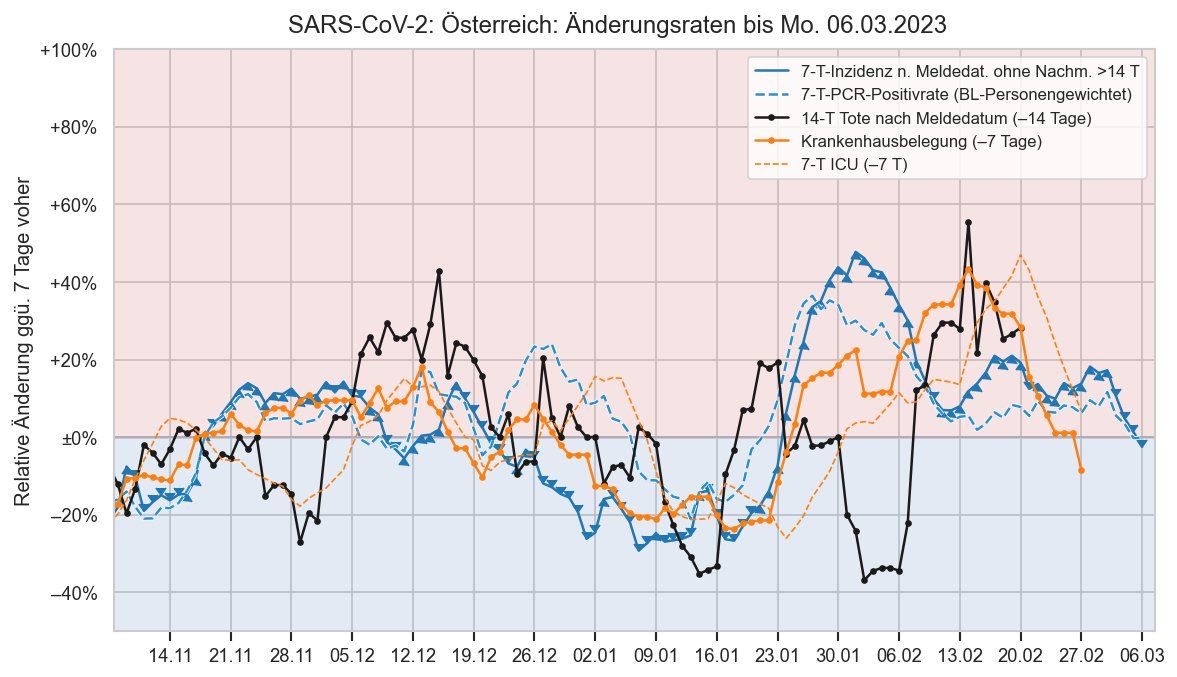 SARS-CoV-2: Österreich: Änderungsraten bis Mo. 06.03.2023
Relative Änderung ggü. 7 Tage voher
+100%
+80%
+60%
+40%
+20%
±0%
–20%
–40%
7-T-Inzidenz n. Meldedat. ohne Nachm. >14 T
7-T-PCR-Positivrate (BL-Personengewichtet)
14-T Tote nach Meldedatum (–14 Tage)
Krankenhausbelegung (–7 Tage)
7-T ICU (–7 T)
14.11 21.11 28.11 05.12 12.12 19.12 26.12 02.01 09.01 16.01 23.01 30.01 06.02 13.02 20.02 27.02 06.03